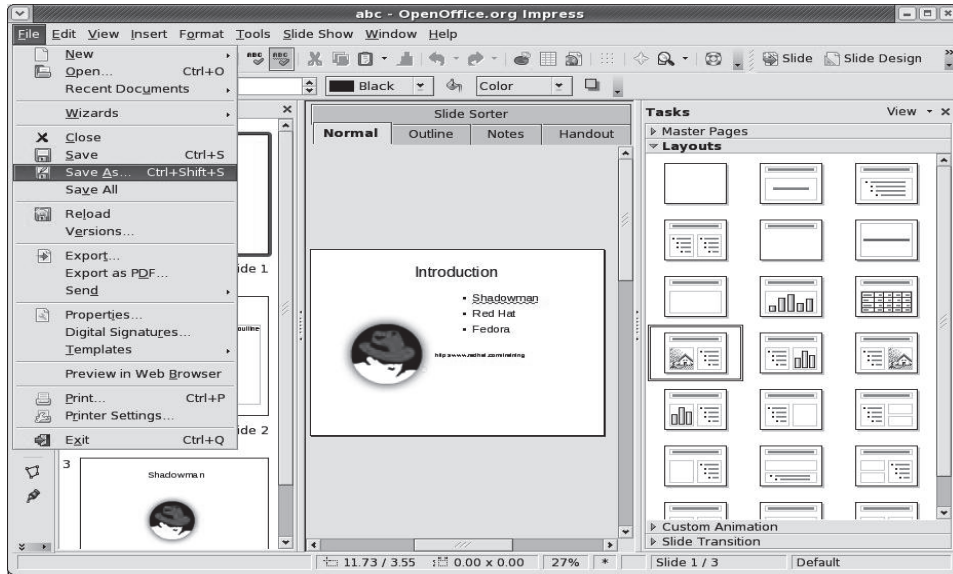 abc - OpenOffice.org Impress
File Edit View Insert Format Tools Slide Show Window Help
New
Open... Ctrl+O
Recent Documents
Wizards
Close
Save Ctrl+S
Save As... Ctrl+Shift+S
Save All
Reload
Versions...
Export...
Export as PDF...
Send
Properties...
Digital Signatures...
Templates
Preview in Web Browser
Print... Ctrl+P
Printer Settings...
Exit Ctrl+Q
ABC ABC
Slide Slide Design
Black Color
ide 1
ide 2
3
Shadowman
Slide Sorter
Normal Outline Notes Handout
Introduction
• Shadowman
• Red Hat
• Fedora
Tasks View
Master Pages
Layouts
Custom Animation
Slide Transition
11.73 / 3.55 0.00 x 0.00 27% * Slide 1 / 3 Default